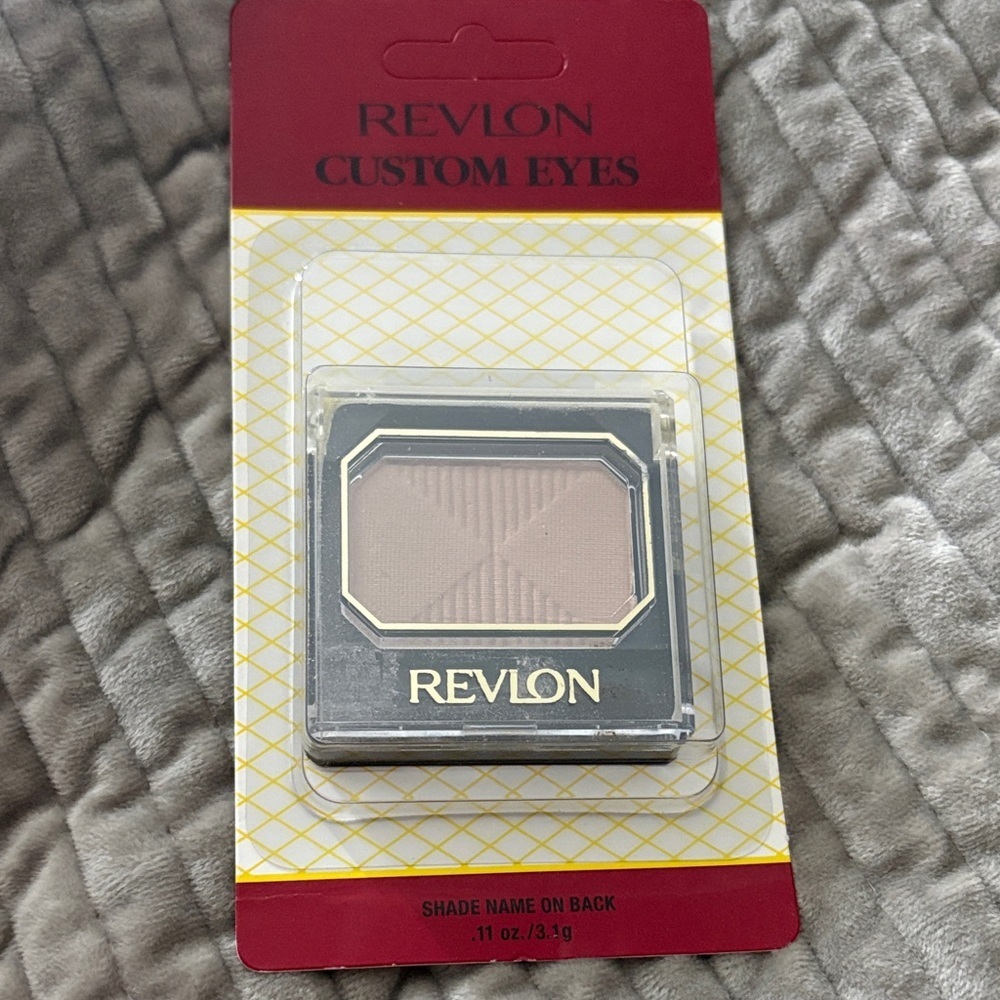 REVLON
CUSTOM EYES
REVLON
SHADE NAME ON BACK
.11 oz./3.1g